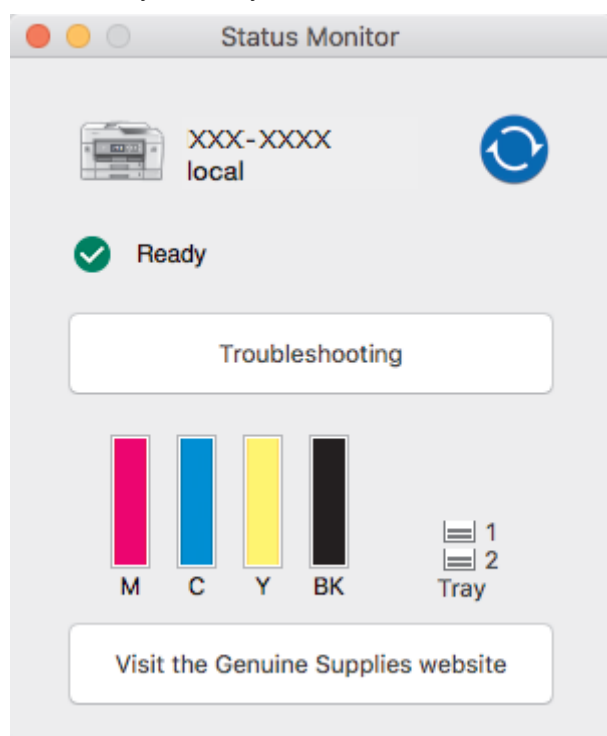 Status Monitor
XXX-XXXX
local
Ready
Troubleshooting
M C Y BK
1
2
Tray
Visit the Genuine Supplies website